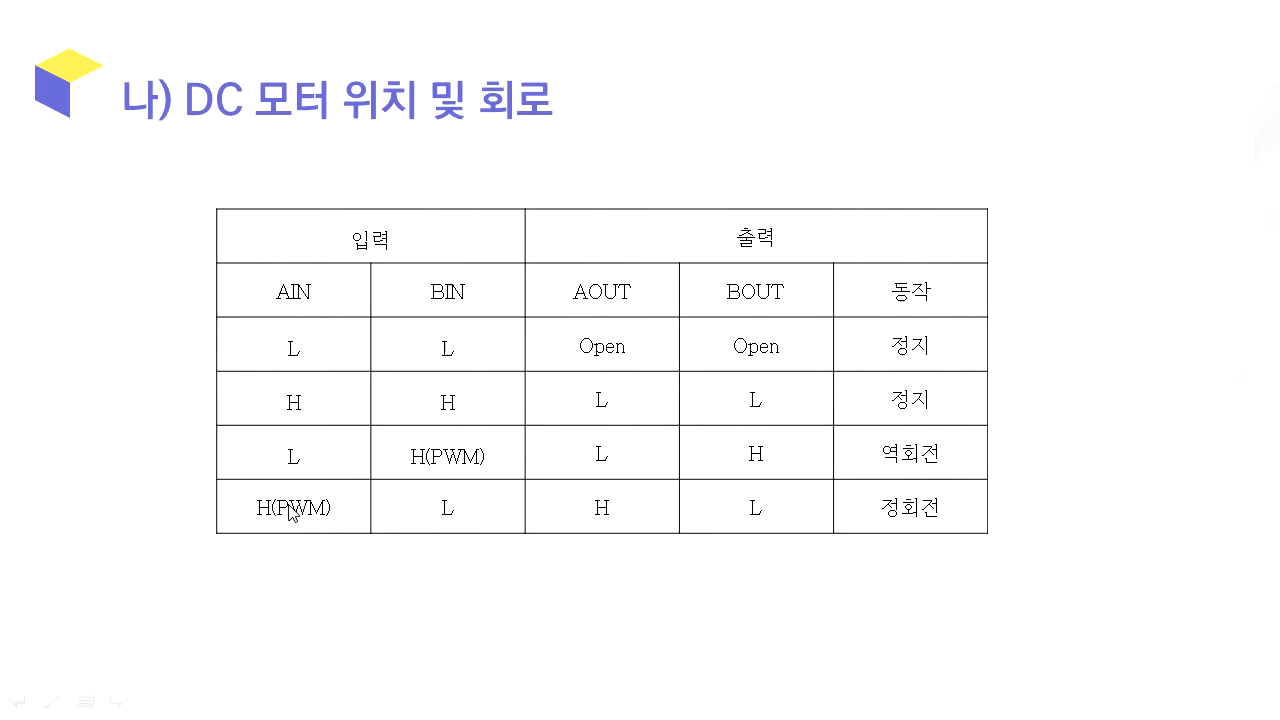 나) DC 모터 위치 및 회로
입력 출력
AIN BIN AOUT BOUT 동작
L L Open Open 정지
H H L L 정지
L H(PWM) L H 역회전
H(PWM) L H L 정회전